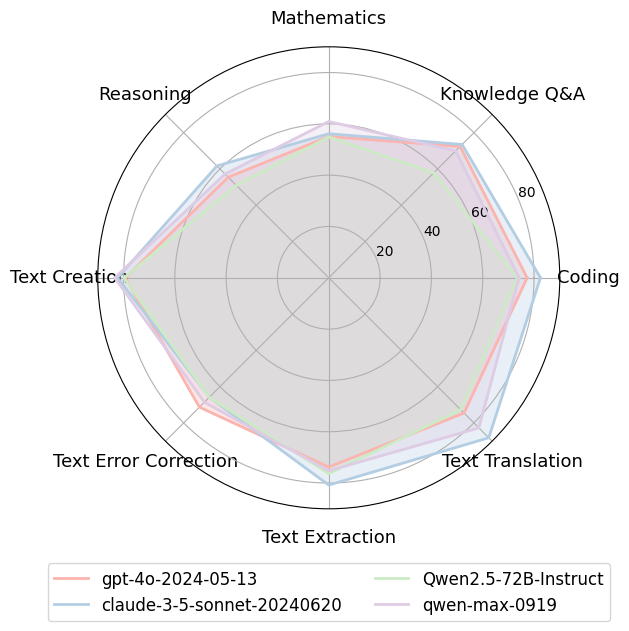 Mathematics
Reasoning
Knowledge Q&A
80
60
40
20
Text Creation
Coding
Text Error Correction
Text Translation
Text Extraction
gpt-4o-2024-05-13
Qwen2.5-72B-Instruct
claude-3-5-sonnet-20240620
qwen-max-0919